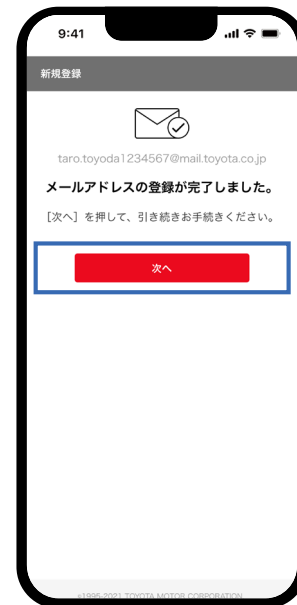 9:41
新規登録
taro.toyoda1234567@mail.toyota.co.jp
メールアドレスの登録が完了しました。
［次へ］を押して、引き続きお手続きください。
次へ
©1995-2021 TOYOTA MOTOR CORPORATION